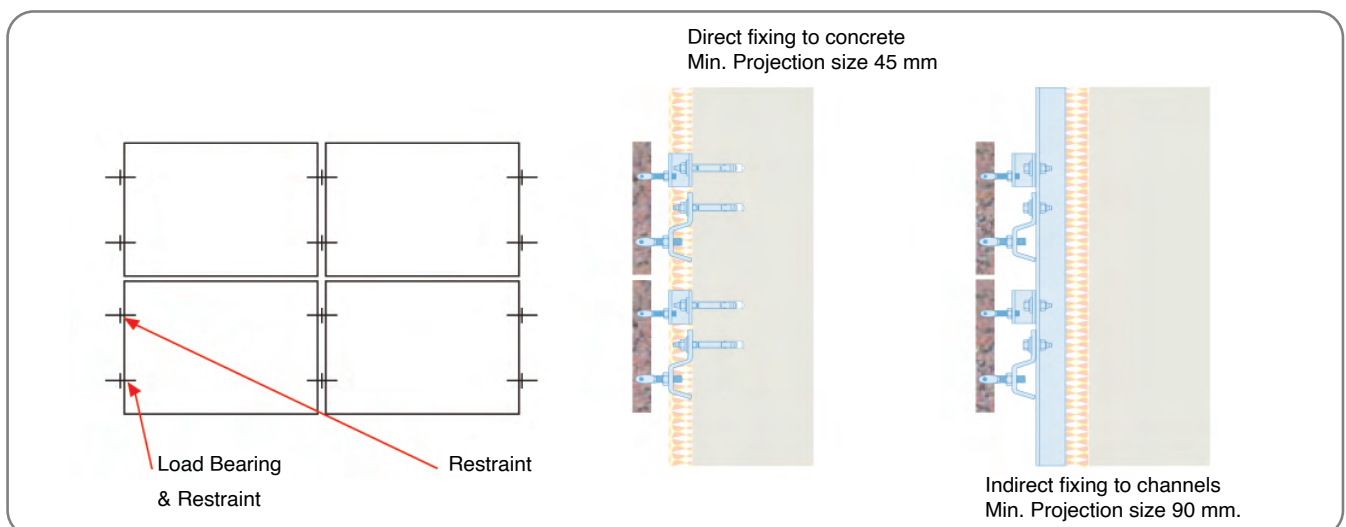 Direct fixing to concrete
Min. Projection size 45 mm
Load Bearing
& Restraint
Restraint
Indirect fixing to channels
Min. Projection size 90 mm.